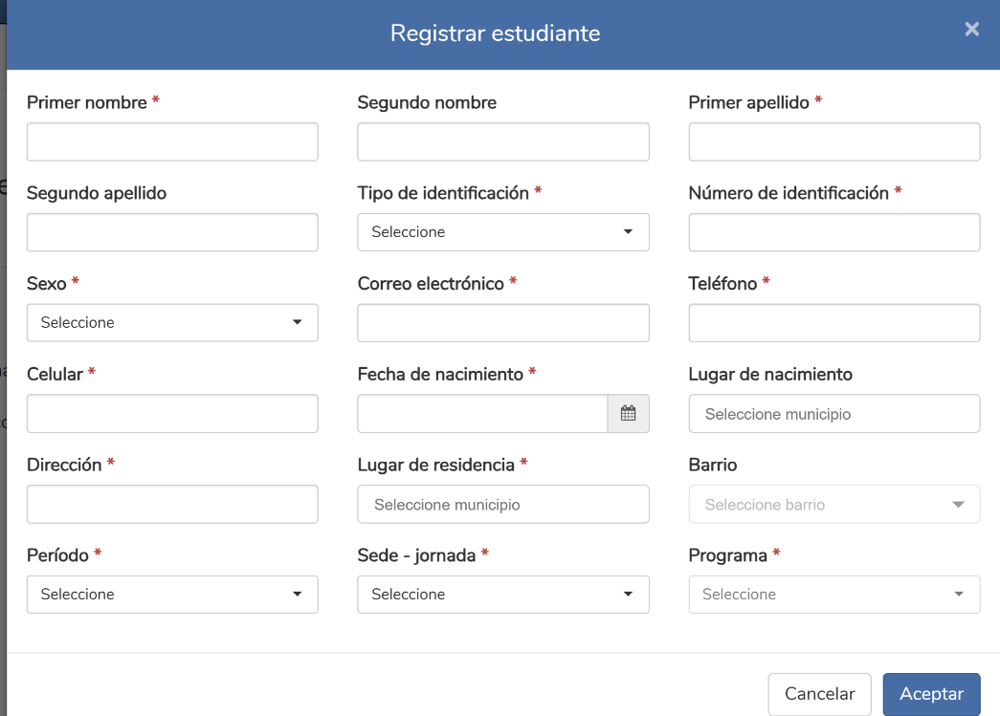 Registrar estudiante ×
Primer nombre * Segundo nombre Primer apellido *
Segundo apellido Tipo de identificación * Número de identificación *
Seleccione
Sexo * Correo electrónico * Teléfono *
Seleccione
Celular * Fecha de nacimiento * Lugar de nacimiento
Seleccione municipio
Dirección * Lugar de residencia * Barrio
Seleccione municipio Seleccione barrio
Período * Sede - jornada * Programa *
Seleccione Seleccione Seleccione
Cancelar Aceptar